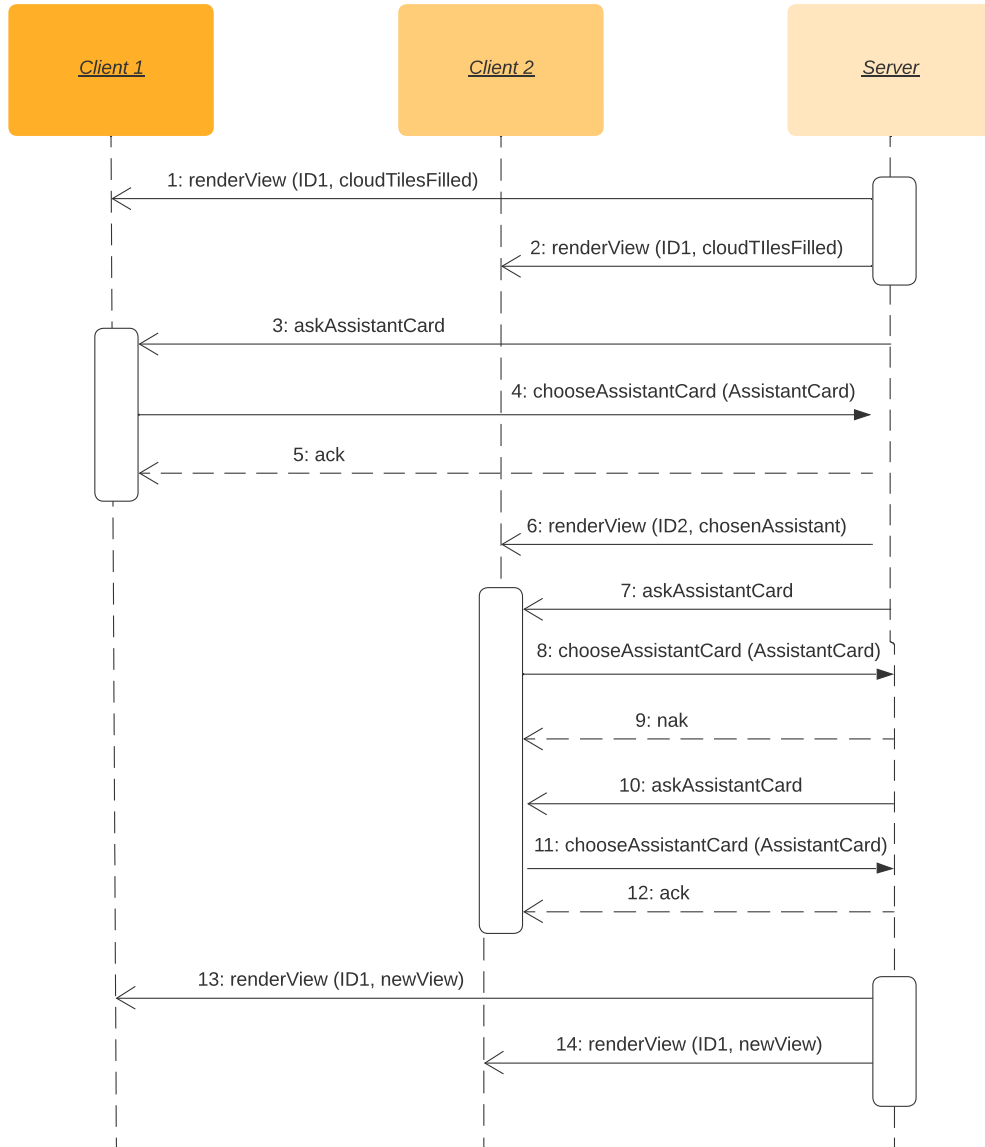 Client 1
Client 2
Server
1: renderView (ID1, cloudTilesFilled)
2: renderView (ID1, cloudTIlesFilled)
3: askAssistantCard
4: chooseAssistantCard (AssistantCard)
5: ack
6: renderView (ID2, chosenAssistant)
7: askAssistantCard
8: chooseAssistantCard (AssistantCard)
9: nak
10: askAssistantCard
11: chooseAssistantCard (AssistantCard)
12: ack
13: renderView (ID1, newView)
14: renderView (ID1, newView)